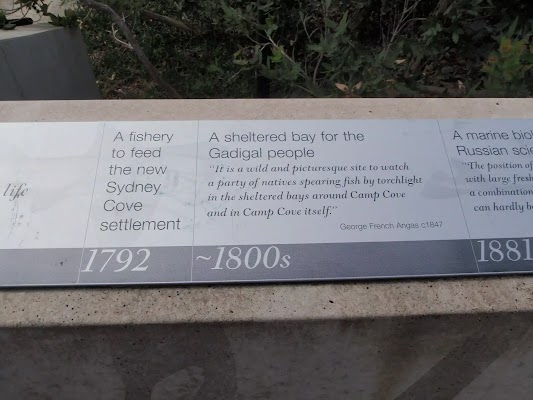 life
A fishery
to feed
the new
Sydney
Cove
settlement
1792
A sheltered bay for the
Gadigal people
"It is a wild and picturesque site to watch
a party of natives spearing fish by torchlight
in the sheltered bays around Camp Cove
and in Camp Cove itself."
George French Angas c1847
~1800s
A marine biol
Russian scie
"The position of
with large fresh
a combination
can hardly b
1881